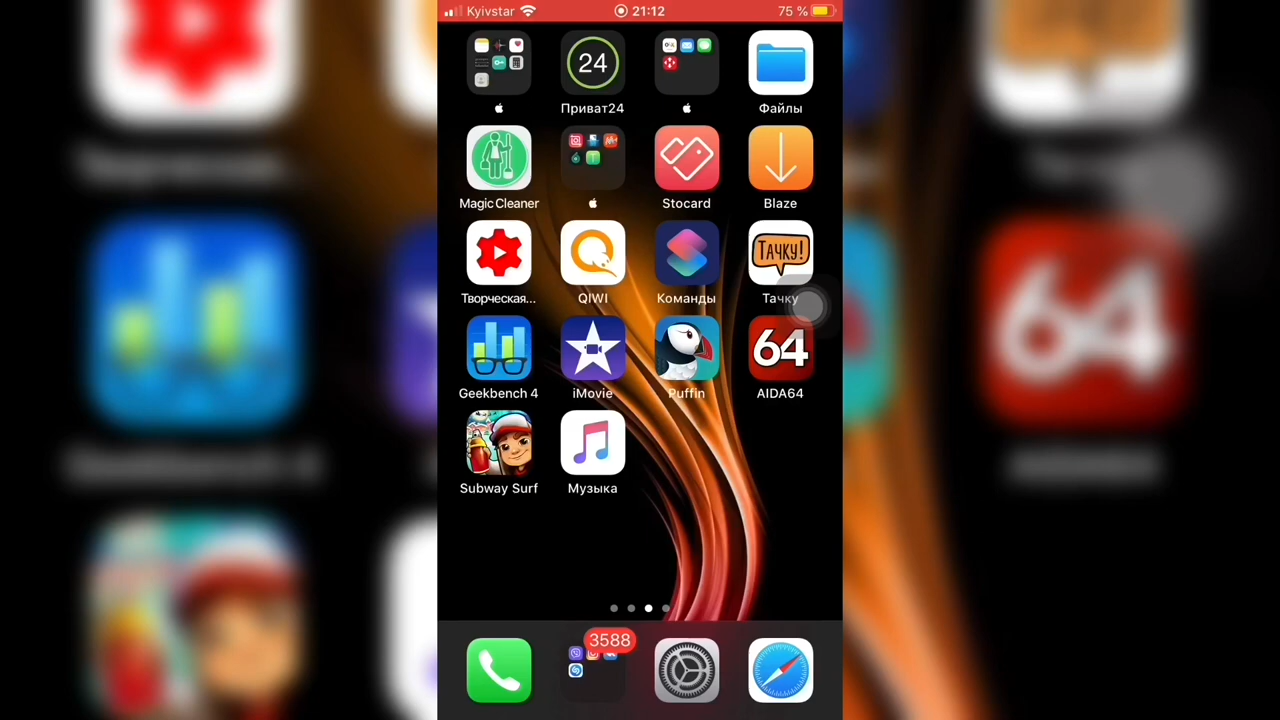 Kyivstar 21:12 75 %
24
Приват24 Файлы
Magic Cleaner Stocard Blaze
ТАЧКУ!
Творческая... QIWI Команды Тачку
64
Geekbench 4 iMovie Puffin AIDA64
Subway Surf Музыка
3588